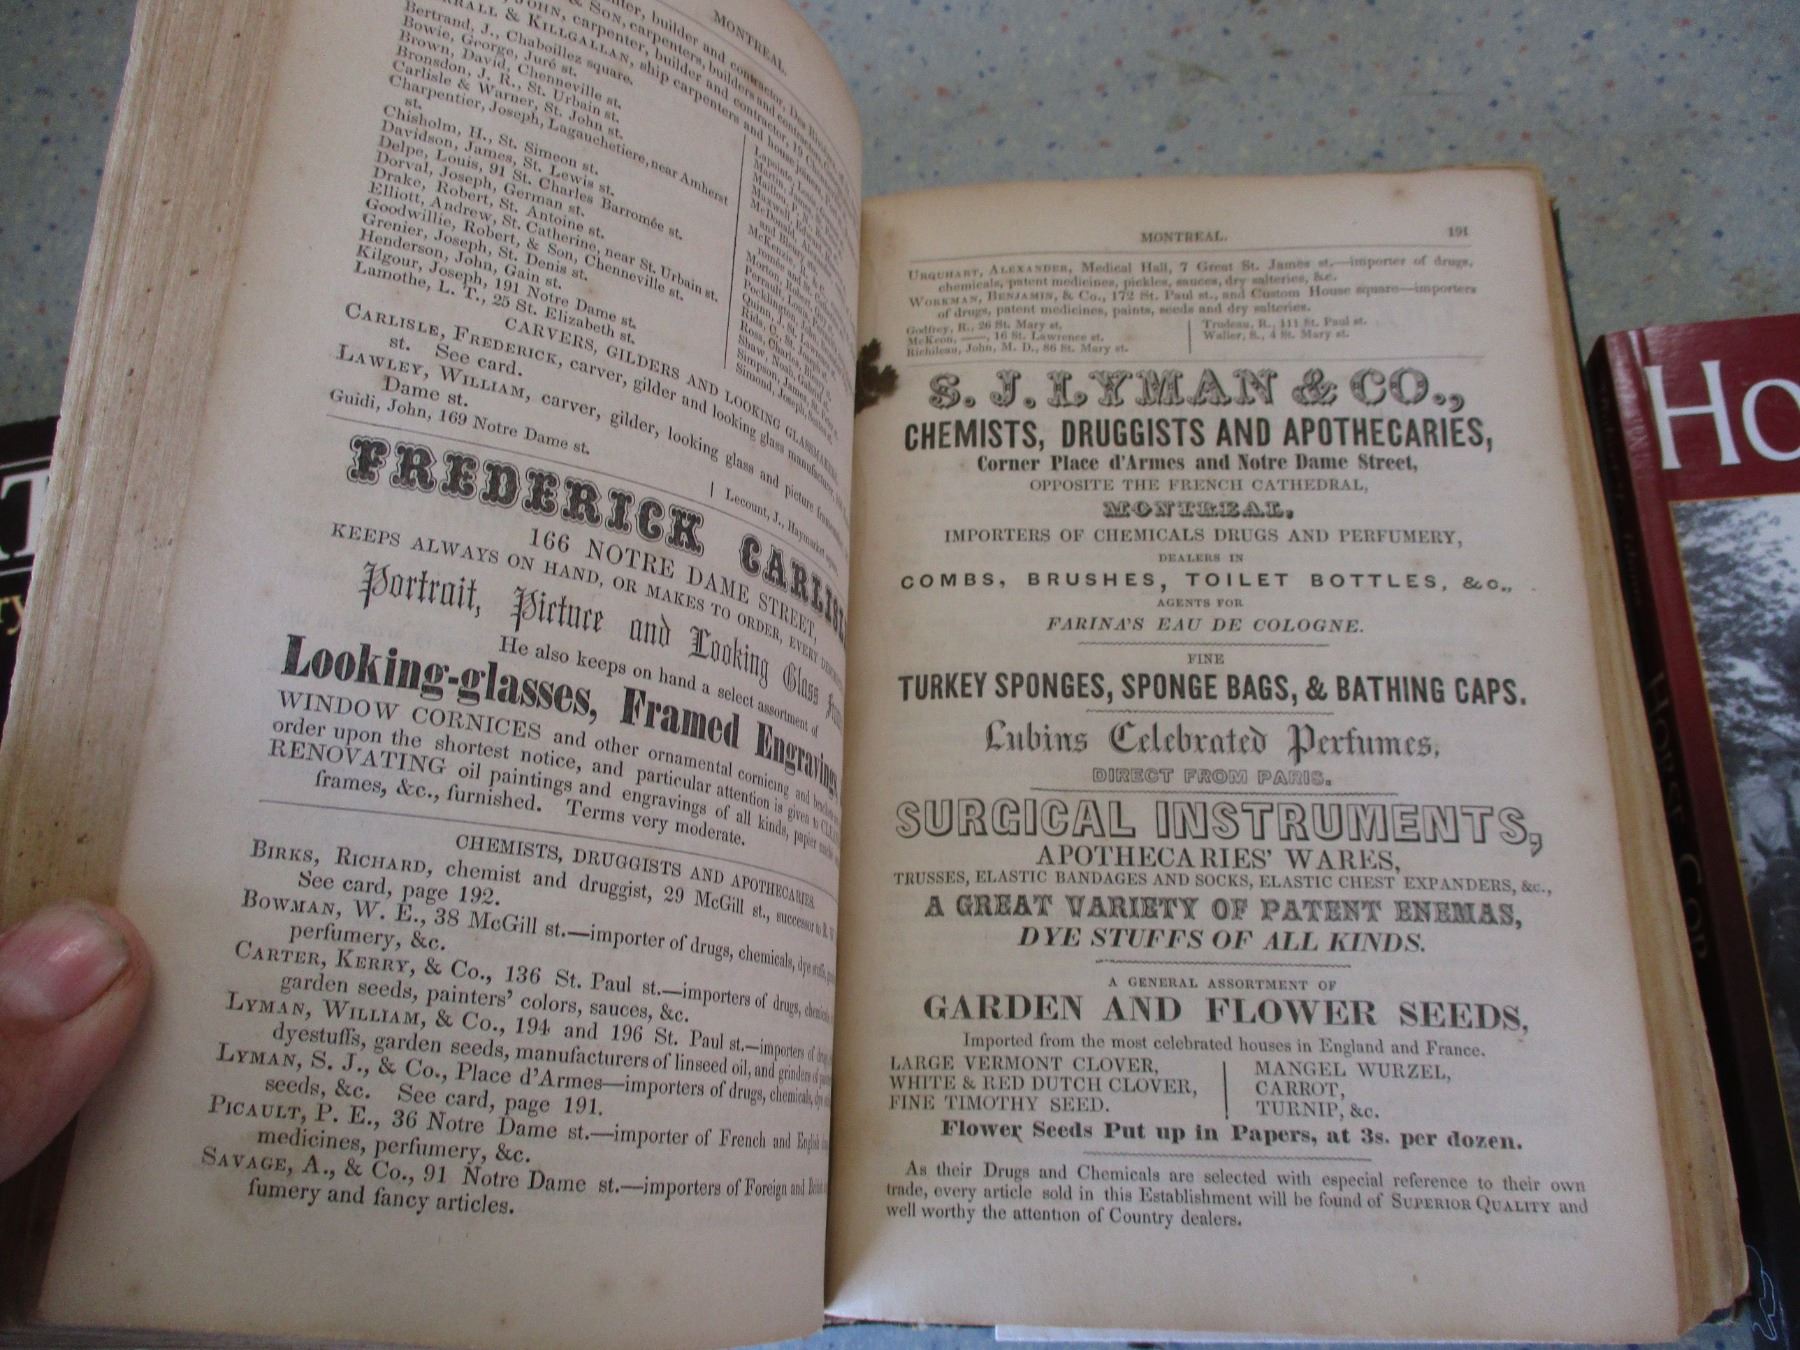 MONTREAL.
Bertrand, J., Chaboillez square.
Bowie, George, Juré st.
Brown, David, Chenneville st.
Bronsdon, J. R., St. Urbain st.
Carlisle & Warner, St. John st.
Charpentier, Joseph, Lagauchetiere, near Amherst
st.
Chisholm, H., St. Simeon st.
Davidson, James, St. Lewis st.
Delpe, Louis, 91 St. Charles Barromée st.
Dorval, Joseph, German st.
Drake, Robert, St. Antoine st.
Elliott, Andrew, St. Catherine, near St. Urbain st.
Goodwillie, Robert, & Son, Chenneville st.
Grenier, Joseph, St. Denis st.
Henderson, John, Gain st.
Kilgour, Joseph, 191 Notre Dame st.
Lamothe, L. T., 25 St. Elizabeth st.
CARVERS, GILDERS AND LOOKING GLASS
CARLISLE, FREDERICK, carver, gilder and looking glass manufacturer,
st. See card.
LAWLEY, WILLIAM, carver, gilder, looking glass and picture
Dame st.
Guidi, John, 169 Notre Dame st.
Lecount, J., Haymarket
FREDERICK CARLISLE
166 NOTRE DAME STREET,
KEEPS ALWAYS ON HAND, OR MAKES TO ORDER, EVERY
Portrait, Picture and Looking Glass
He also keeps on hand a select assortment of
Looking-glasses, Framed Engravings,
WINDOW CORNICES and other ornamental cornicing and
order upon the shortest notice, and particular attention is given to
RENOVATING oil paintings and engravings of all kinds,
frames, &c., furnished. Terms very moderate.
CHEMISTS, DRUGGISTS AND APOTHECARIES.
BIRKS, RICHARD, chemist and druggist, 29 McGill st., successor to
See card, page 192.
BOWMAN, W. E., 38 McGill st.—importer of drugs, chemicals, dye stuffs,
perfumery, &c.
CARTER, KERRY, & Co., 136 St. Paul st.—importers of drugs,
garden seeds, painters' colors, sauces, &c.
LYMAN, WILLIAM, & Co., 194 and 196 St. Paul st.—importers of
dyestuffs, garden seeds, manufacturers of linseed oil, and grinders of
LYMAN, S. J., & Co., Place d'Armes—importers of drugs, chemicals, dye
seeds, &c. See card, page 191.
PICAULT, P. E., 36 Notre Dame st.—importer of French and English
medicines, perfumery, &c.
SAVAGE, A., & Co., 91 Notre Dame st.—importers of Foreign and
fumery and fancy articles.
MONTREAL. 191
URQUHART, ALEXANDER, Medical Hall, 7 Great St. James st.—importer of drugs,
chemicals, patent medicines, pickles, sauces, dry salteries, &c.
WORKMAN, BENJAMIN, & Co., 172 St. Paul st., and Custom House square—importers
of drugs, patent medicines, paints, seeds and dry salteries.
Godfrey, R., 26 St. Mary st.
McKeon, ——, 16 St. Lawrence st.
Richileau, John, M. D., 86 St. Mary st.
Trudeau, R., 111 St. Paul st.
Waller, S., 4 St. Mary st.
S. J. LYMAN & CO.,
CHEMISTS, DRUGGISTS AND APOTHECARIES,
Corner Place d'Armes and Notre Dame Street,
OPPOSITE THE FRENCH CATHEDRAL,
MONTREAL,
IMPORTERS OF CHEMICALS DRUGS AND PERFUMERY,
DEALERS IN
COMBS, BRUSHES, TOILET BOTTLES, &c.,
AGENTS FOR
FARINA'S EAU DE COLOGNE.
FINE
TURKEY SPONGES, SPONGE BAGS, & BATHING CAPS.
Lubins Celebrated Perfumes,
DIRECT FROM PARIS.
SURGICAL INSTRUMENTS,
APOTHECARIES' WARES,
TRUSSES, ELASTIC BANDAGES AND SOCKS, ELASTIC CHEST EXPANDERS, &c.,
A GREAT VARIETY OF PATENT ENEMAS,
DYE STUFFS OF ALL KINDS.
A GENERAL ASSORTMENT OF
GARDEN AND FLOWER SEEDS,
Imported from the most celebrated houses in England and France.
LARGE VERMONT CLOVER,
WHITE & RED DUTCH CLOVER,
FINE TIMOTHY SEED.
MANGEL WURZEL,
CARROT,
TURNIP, &c.
Flower Seeds Put up in Papers, at 3s. per dozen.
As their Drugs and Chemicals are selected with especial reference to their own
trade, every article sold in this Establishment will be found of SUPERIOR QUALITY and
well worthy the attention of Country dealers.
HO